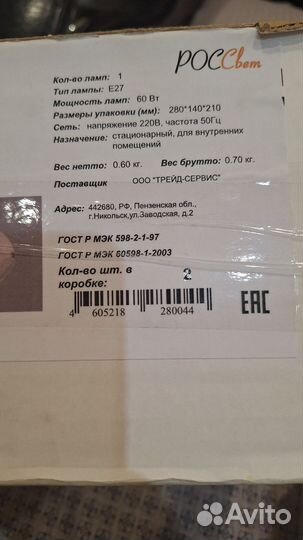 РОССвет
Кол-во ламп: 1
Тип лампы: Е27
Мощность ламп: 60 Вт
Размеры упаковки (мм): 280*140*210
Сеть: напряжение 220В, частота 50Гц
Назначение: стационарный, для внутренних
помещений
Вес нетто: 0.60 кг. Вес брутто: 0.70 кг.
Поставщик ООО "ТРЕЙД-СЕРВИС"
Адрес: 442680, РФ, Пензенская обл.,
г.Никольск,ул.Заводская, д.2
ГОСТ Р МЭК 598-2-1-97
ГОСТ Р МЭК 60598-1-2003
Кол-во шт. в
коробке: 2
4 605218 280044
ЕАС
Avito